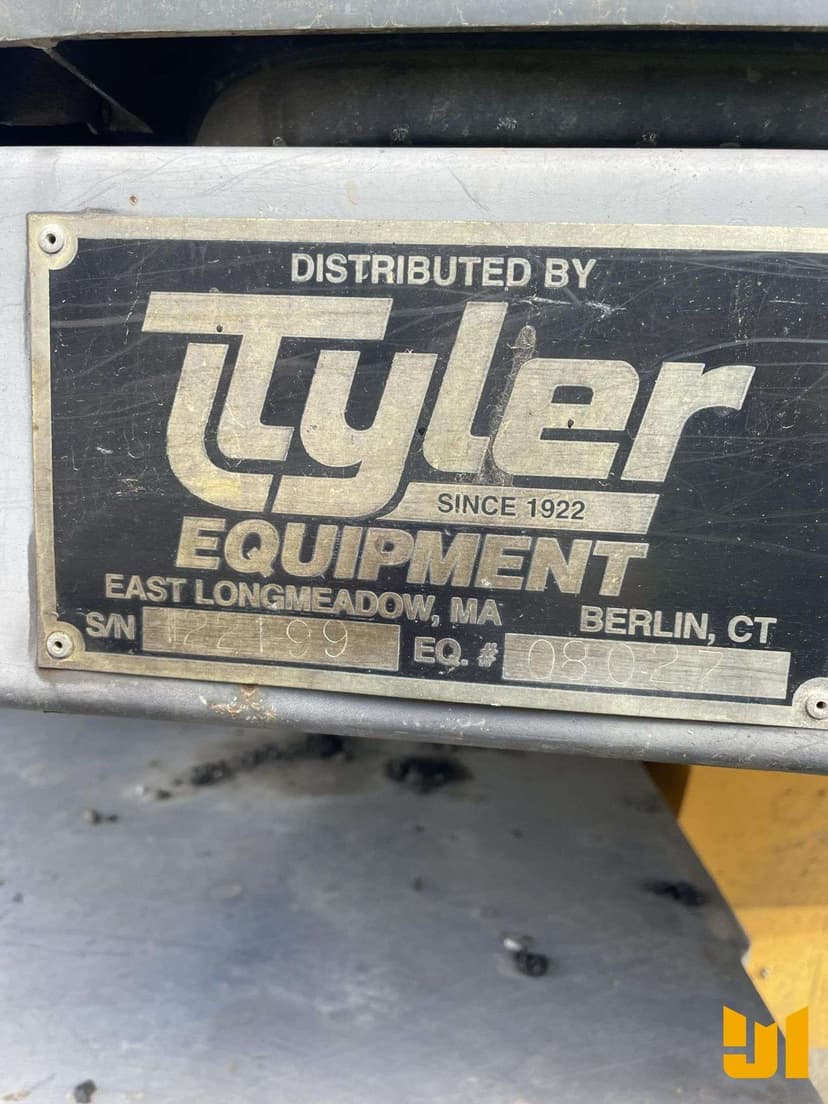 DISTRIBUTED BY
Tyler
SINCE 1922
EQUIPMENT
EAST LONGMEADOW, MA BERLIN, CT
S/N 122199 EQ. # 08027